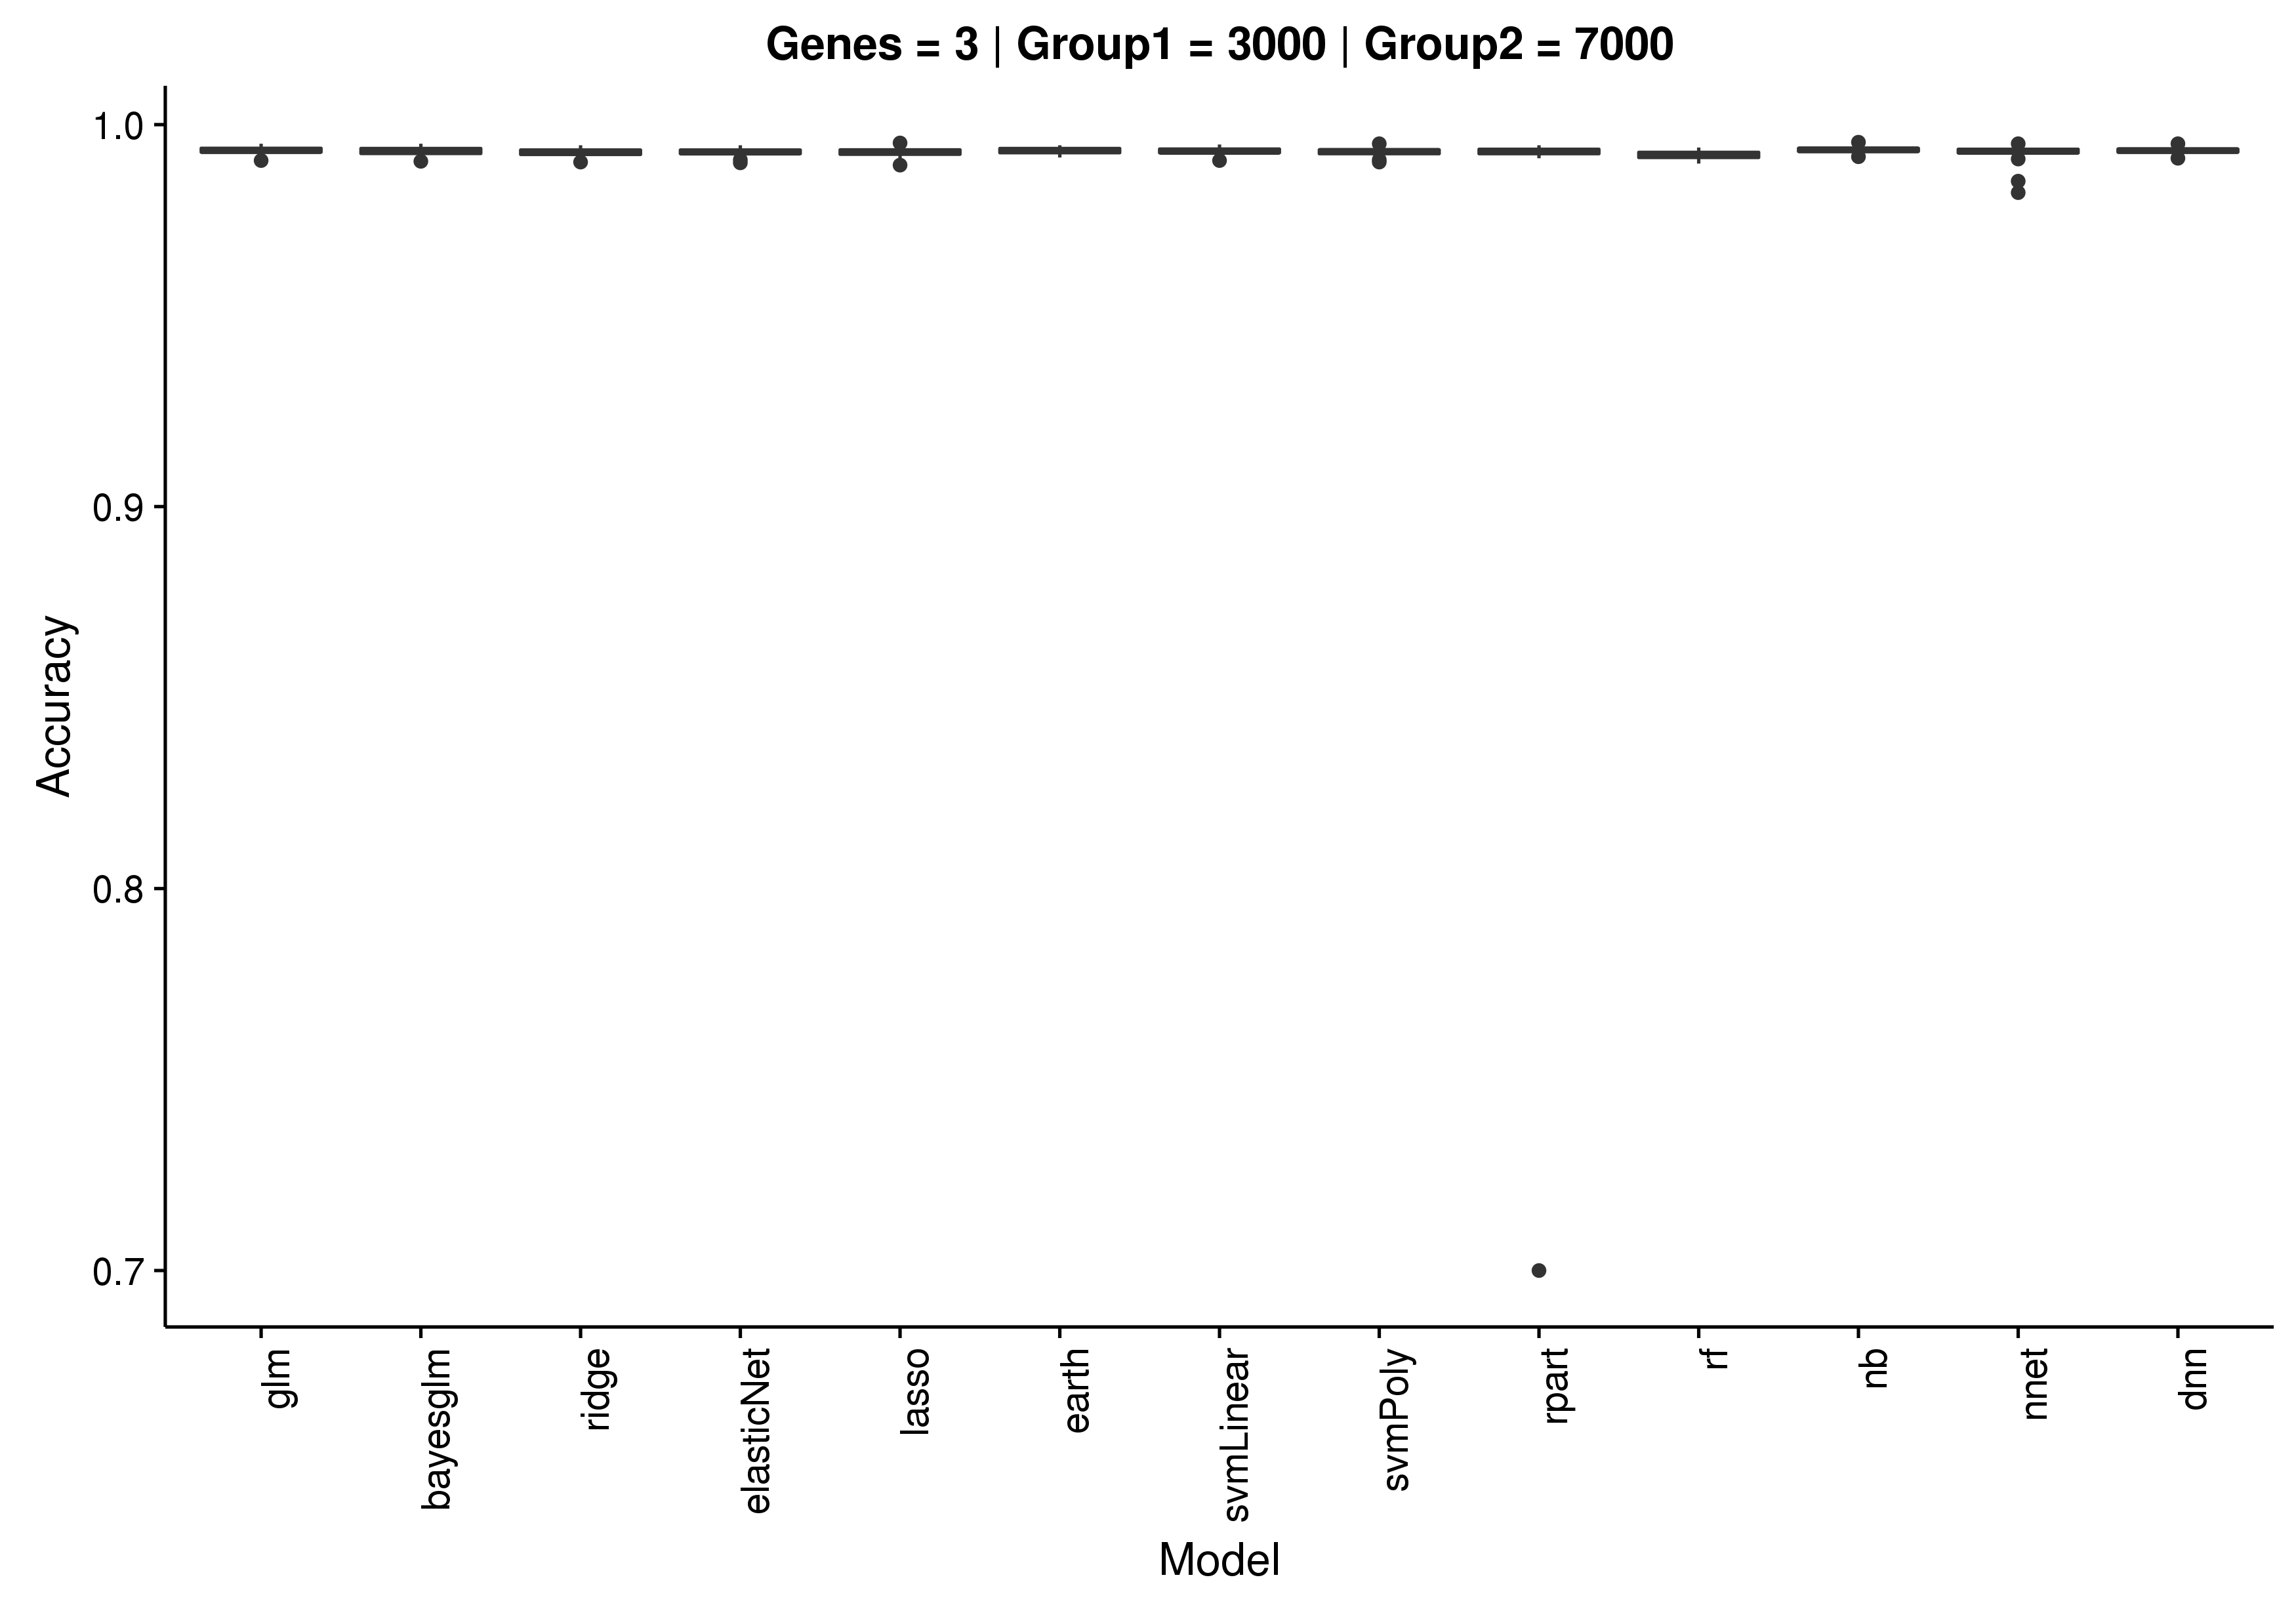 Genes = 3 | Group1 = 3000 | Group2 = 7000
1.0
0.9
0.8
0.7
Accuracy
glm
bayesglm
ridge
elasticNet
lasso
earth
svmLinear
svmPoly
rpart
rf
nb
nnet
dnn
Model